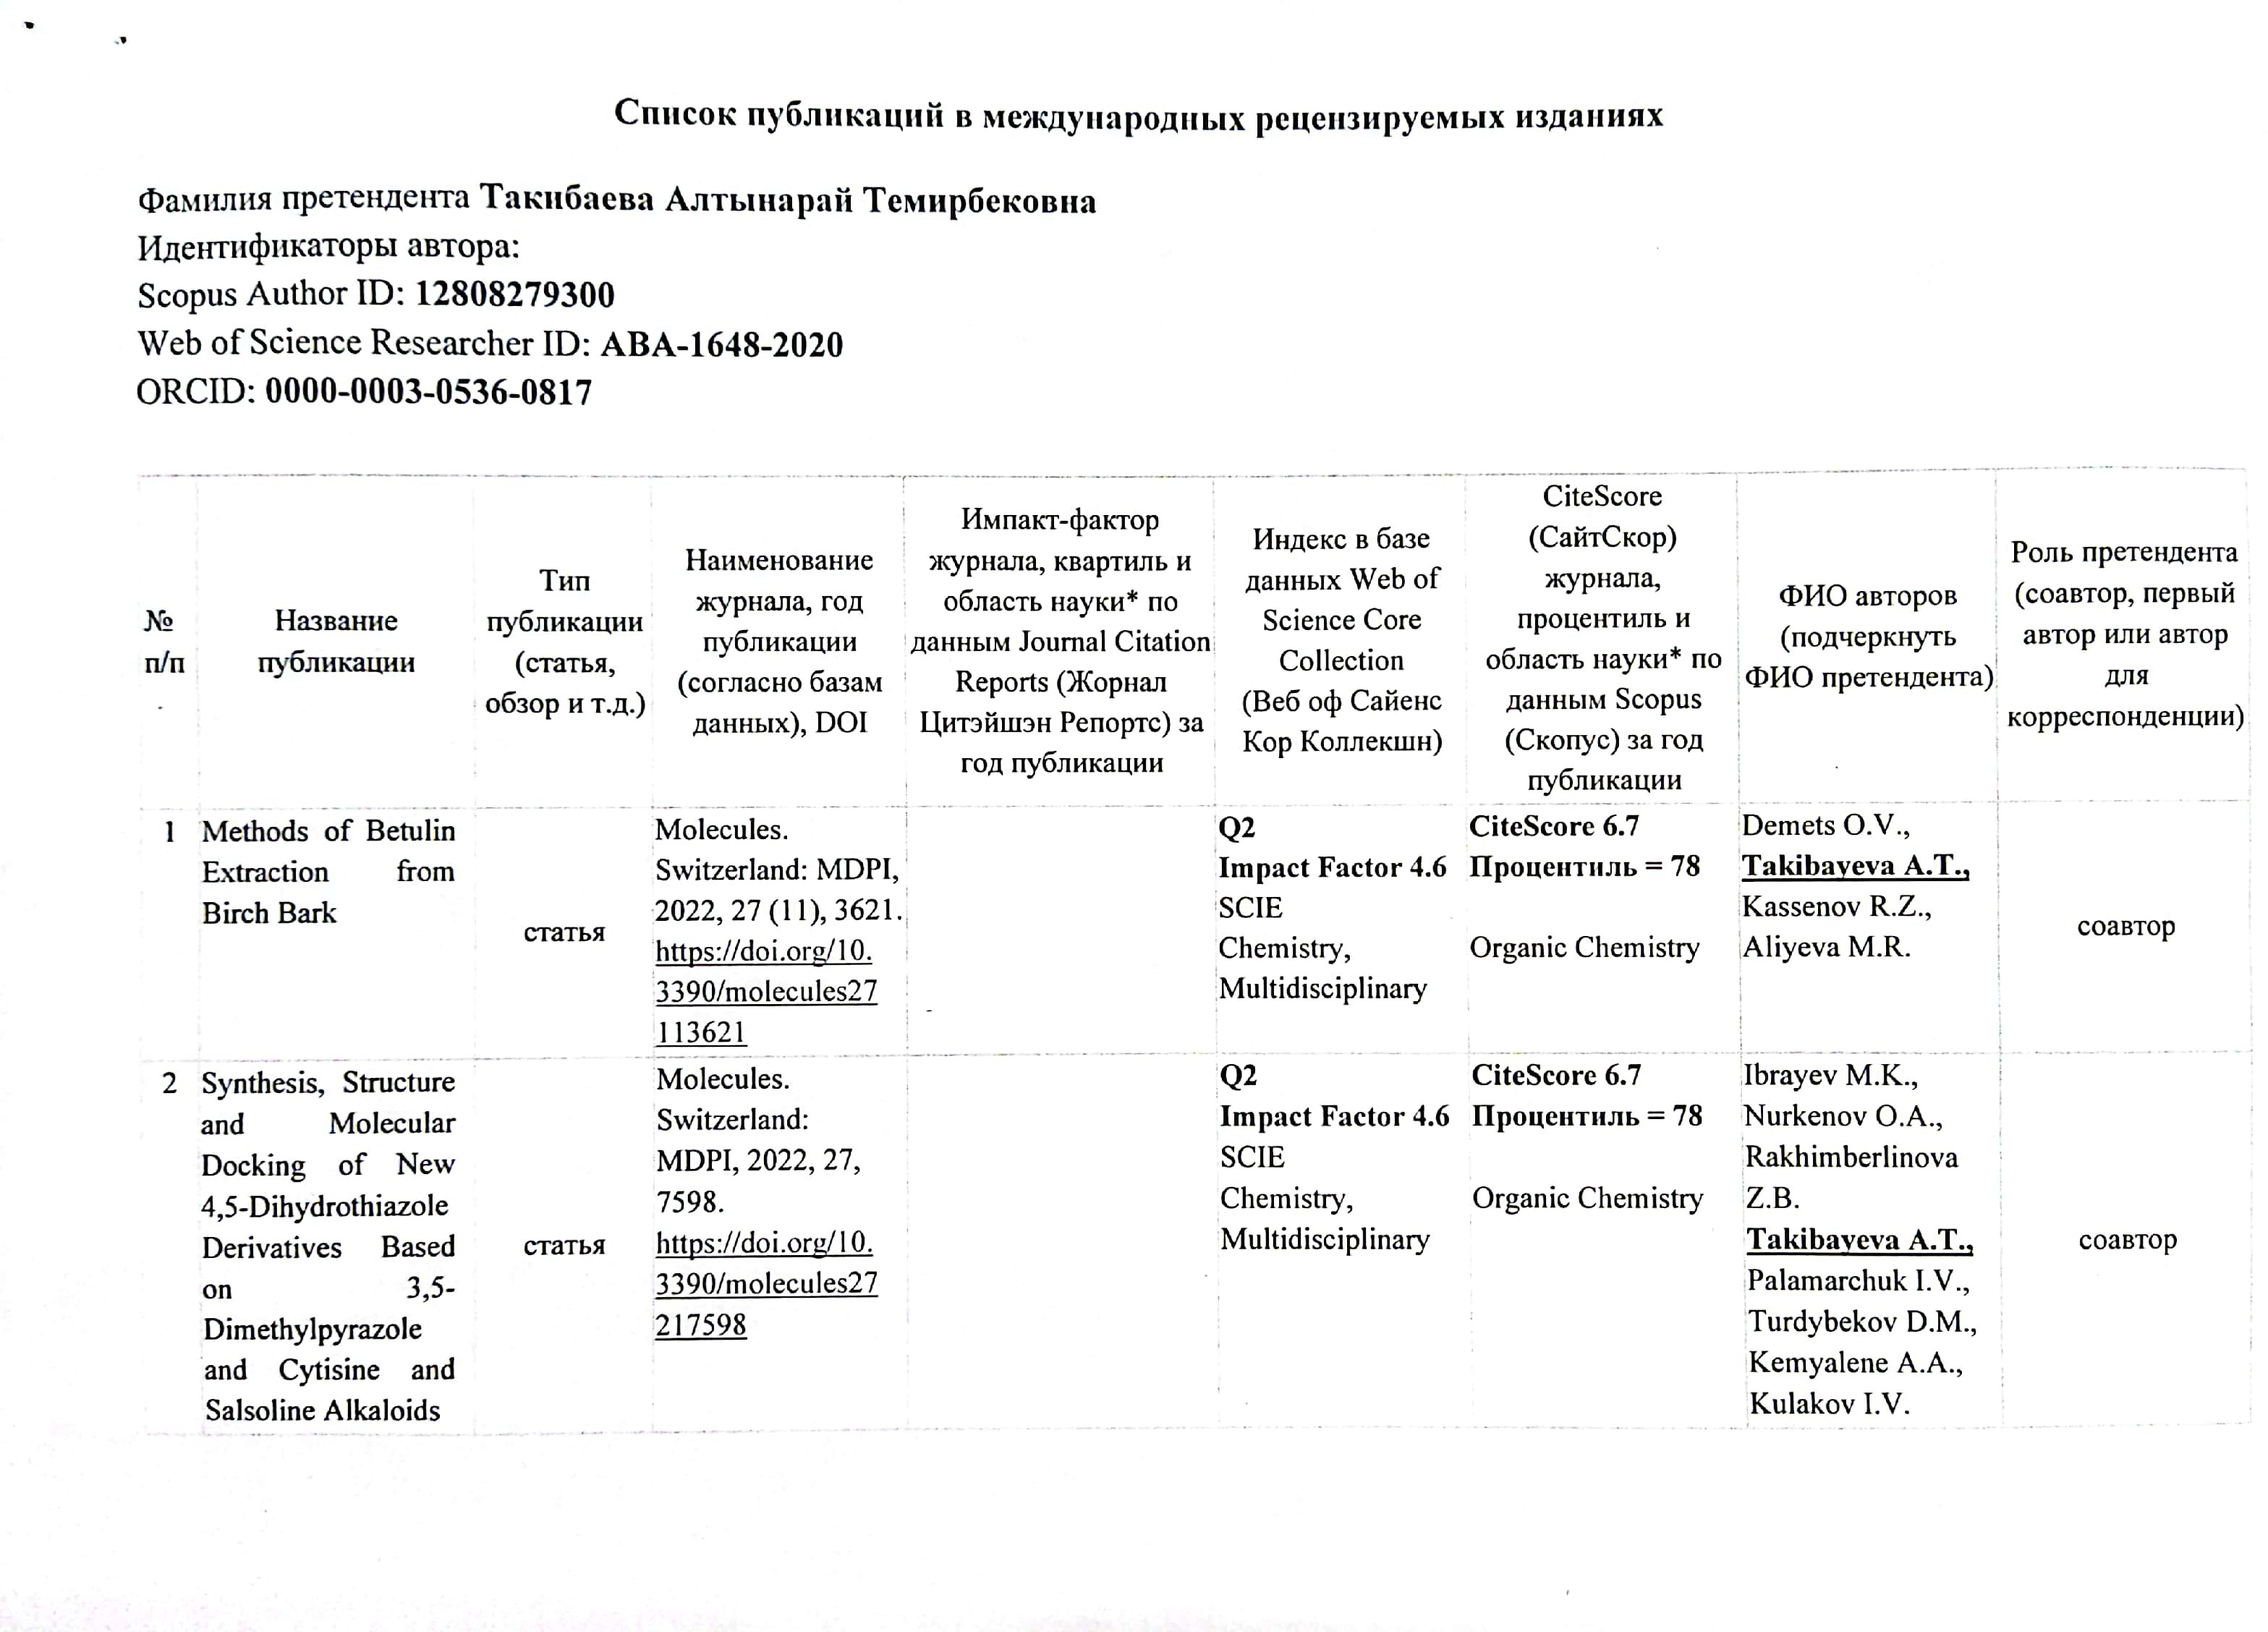 Список публикаций в международных рецензируемых изданиях
Фамилия претендента Такибаева Алтынарай Темирбековна
Идентификаторы автора:
Scopus Author ID: 12808279300
Web of Science Researcher ID: ABA-1648-2020
ORCID: 0000-0003-0536-0817
№
п/п
Название
публикации
Тип
публикации
(статья,
обзор и т.д.)
Наименование
журнала, год
публикации
(согласно базам
данных), DOI
Импакт-фактор
журнала, квартиль и
область науки* по
данным Journal Citation
Reports (Жорнал
Цитэйшэн Репортс) за
год публикации
Индекс в базе
данных Web of
Science Core
Collection
(Веб оф Сайенс
Кор Коллекшн)
CiteScore
(СайтСкор)
журнала,
процентиль и
область науки* по
данным Scopus
(Скопус) за год
публикации
ФИО авторов
(подчеркнуть
ФИО претендента)
Роль претендента
(соавтор, первый
автор или автор
для
корреспонденции)
1
Methods of Betulin
Extraction from
Birch Bark
статья
Molecules.
Switzerland: MDPI,
2022, 27 (11), 3621.
https://doi.org/10.
3390/molecules27
113621
Q2
Impact Factor 4.6
SCIE
Chemistry,
Multidisciplinary
CiteScore 6.7
Процентиль = 78
Organic Chemistry
Demets O.V.,
Takibayeva A.T.,
Kassenov R.Z.,
Aliyeva M.R.
соавтор
2
Synthesis, Structure
and Molecular
Docking of New
4,5-Dihydrothiazole
Derivatives Based
on 3,5-
Dimethylpyrazole
and Cytisine and
Salsoline Alkaloids
статья
Molecules.
Switzerland:
MDPI, 2022, 27,
7598.
https://doi.org/10.
3390/molecules27
217598
Q2
Impact Factor 4.6
SCIE
Chemistry,
Multidisciplinary
CiteScore 6.7
Процентиль = 78
Organic Chemistry
Ibrayev M.K.,
Nurkenov O.A.,
Rakhimberlinova
Z.B.
Takibayeva A.T.,
Palamarchuk I.V.,
Turdybekov D.M.,
Kemyalene A.A.,
Kulakov I.V.
соавтор